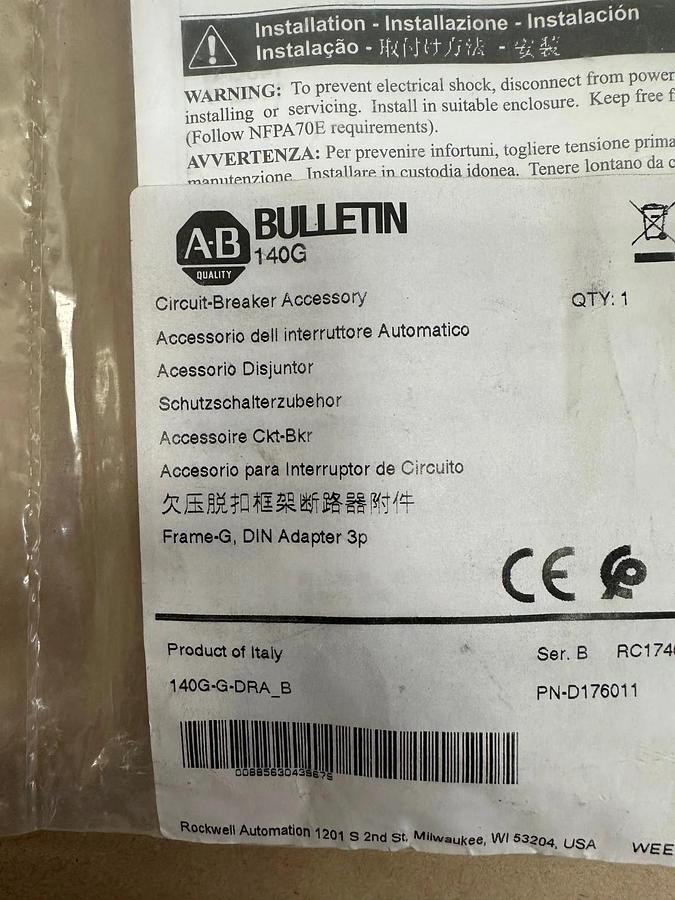 Installation - Installazione - Instalación
Instalação - 取付け方法 - 安装
WARNING: To prevent electrical shock, disconnect from power
installing or servicing. Install in suitable enclosure. Keep free f
(Follow NFPA70E requirements).
AVVERTENZA: Per prevenire infortuni, togliere tensione prima
manutenzione. Installare in custodia idonea. Tenere lontano da c
A·B
QUALITY
BULLETIN
140G
Circuit-Breaker Accessory
QTY: 1
Accessorio dell interruttore Automatico
Acessorio Disjuntor
Schutzschalterzubehor
Accessoire Ckt-Bkr
Accesorio para Interruptor de Circuito
欠压脱扣框架断路器附件
Frame-G, DIN Adapter 3p
CE
Product of Italy
Ser. B RC174
140G-G-DRA_B
PN-D176011
Rockwell Automation 1201 S 2nd St. Milwaukee, WI 53204, USA
WEE